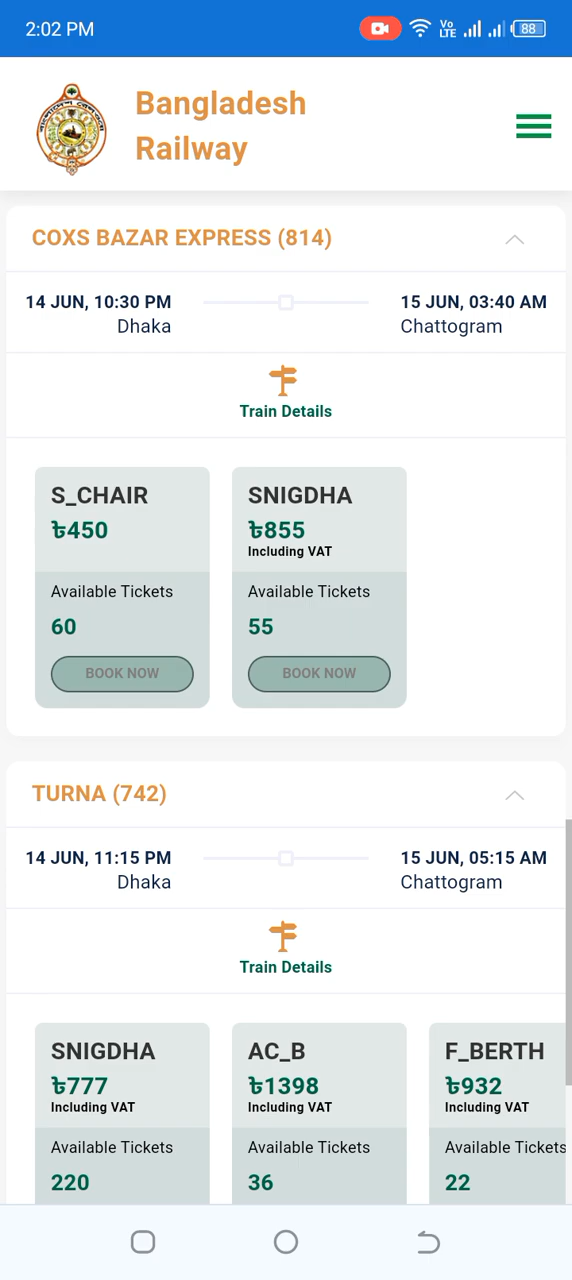 2:02 PM
Vo
LTE
88
Bangladesh
Railway
COXS BAZAR EXPRESS (814)
14 JUN, 10:30 PM
Dhaka
15 JUN, 03:40 AM
Chattogram
Train Details
S_CHAIR
৳450
Available Tickets
60
BOOK NOW
SNIGDHA
৳855
Including VAT
Available Tickets
55
BOOK NOW
TURNA (742)
14 JUN, 11:15 PM
Dhaka
15 JUN, 05:15 AM
Chattogram
Train Details
SNIGDHA
৳777
Including VAT
Available Tickets
220
AC_B
৳1398
Including VAT
Available Tickets
36
F_BERTH
৳932
Including VAT
Available Tickets
22